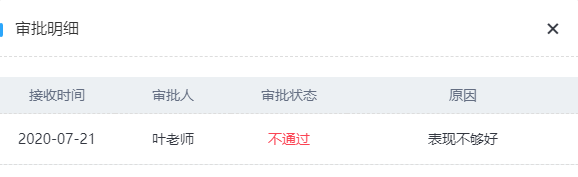 审批明细
接收时间 审批人 审批状态 原因
2020-07-21 叶老师 不通过 表现不够好